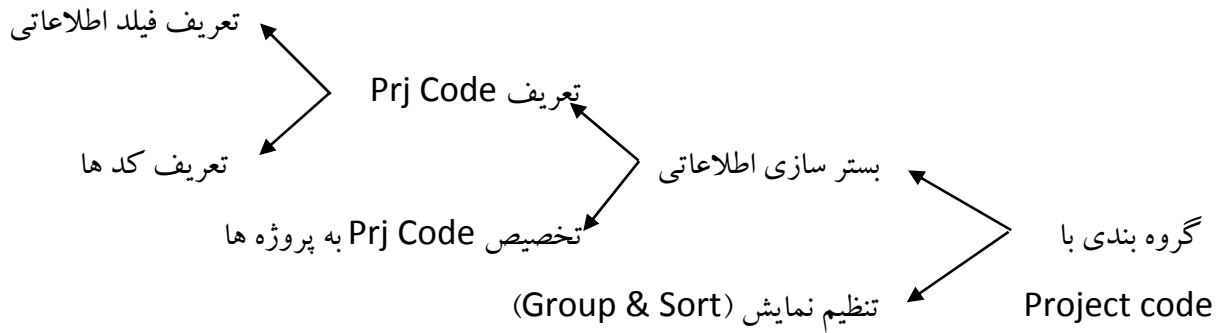 تعریف فیلد اطلاعاتی
تعریف Prj Code
تعریف کد ها
بستر سازی اطلاعاتی
تخصیص Prj Code به پروژه ها
گروه بندی با
Project code
تنظیم نمایش (Group & Sort)